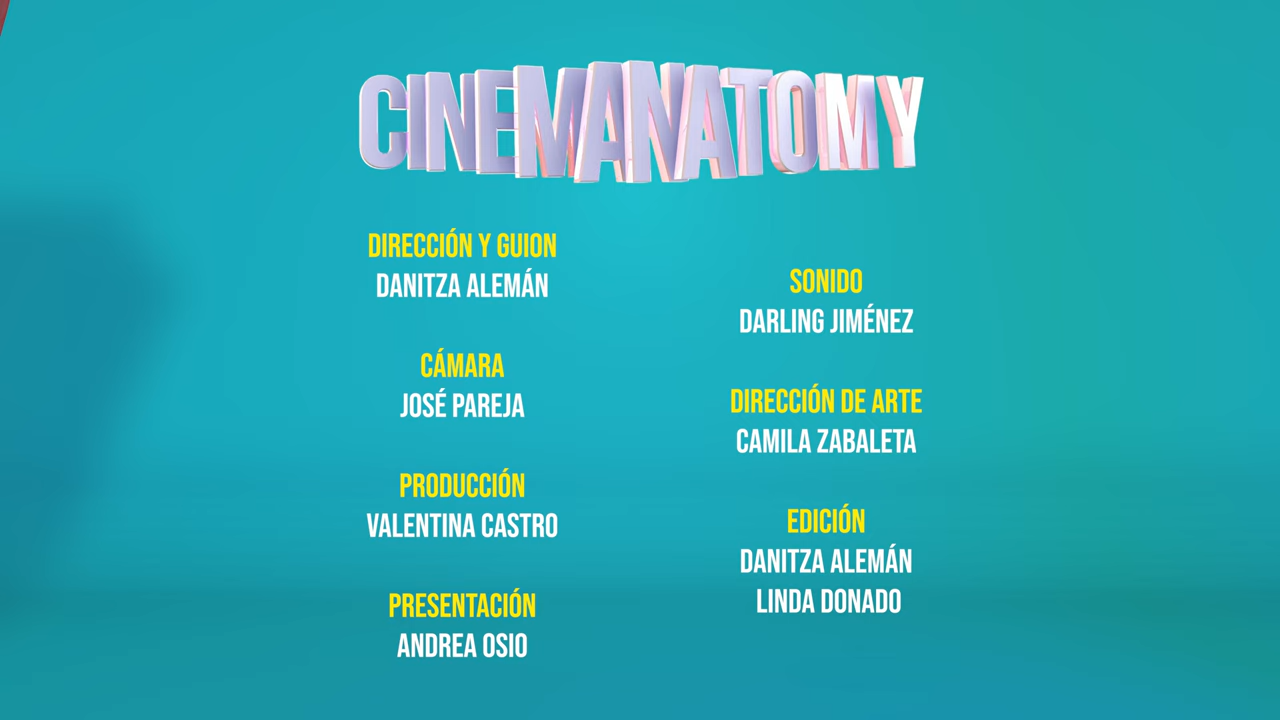 CINEMANATOMY
DIRECCIÓN Y GUION
DANITZA ALEMÁN
CÁMARA
JOSÉ PAREJA
PRODUCCIÓN
VALENTINA CASTRO
PRESENTACIÓN
ANDREA OSIO
SONIDO
DARLING JIMÉNEZ
DIRECCIÓN DE ARTE
CAMILA ZABALETA
EDICIÓN
DANITZA ALEMÁN
LINDA DONADO